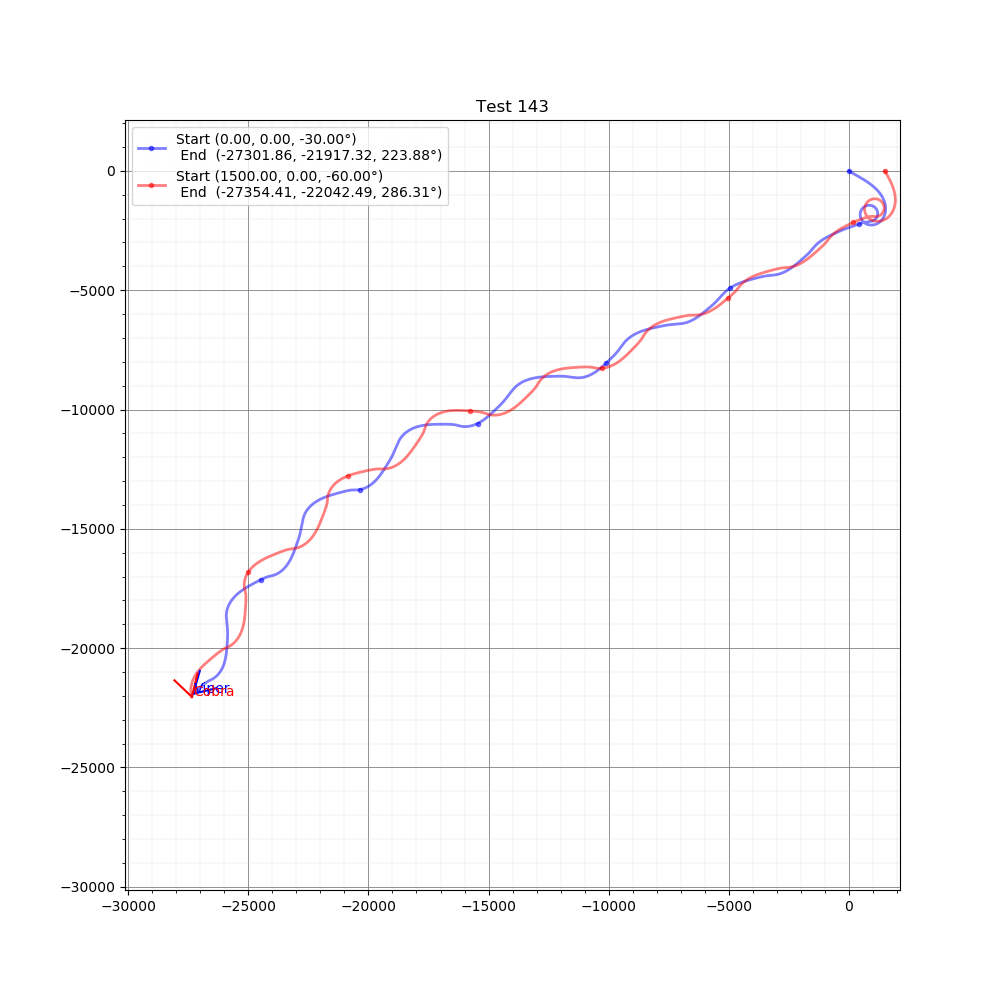 Test 143
Start (0.00, 0.00, -30.00°)
End  (-27301.86, -21917.32, 223.88°)
Start (1500.00, 0.00, -60.00°)
End  (-27354.41, -22042.49, 286.31°)
0
−5000
−10000
−15000
−20000
−25000
−30000
Viper
Cobra
−30000 −25000 −20000 −15000 −10000 −5000 0